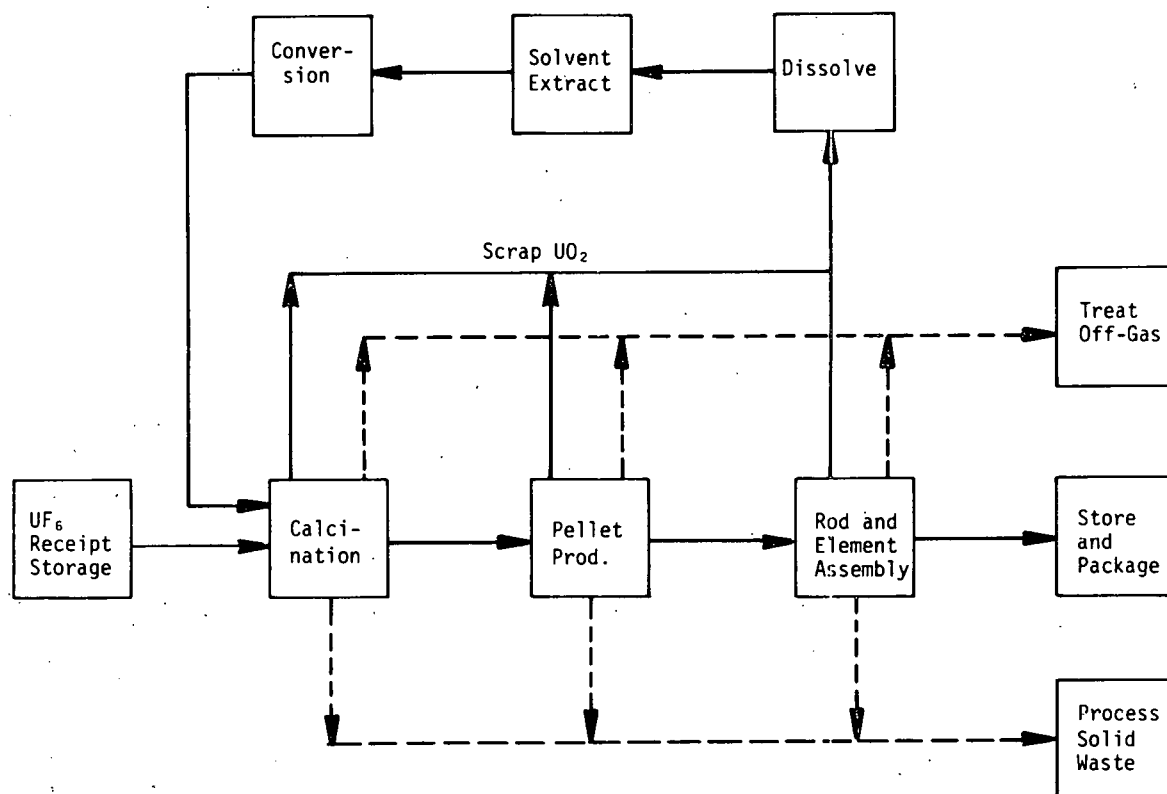 Conver-
sion
Solvent
Extract
Dissolve
Scrap UO₂
Treat
Off-Gas
UF₆
Receipt
Storage
Calci-
nation
Pellet
Prod.
Rod and
Element
Assembly
Store
and
Package
Process
Solid
Waste